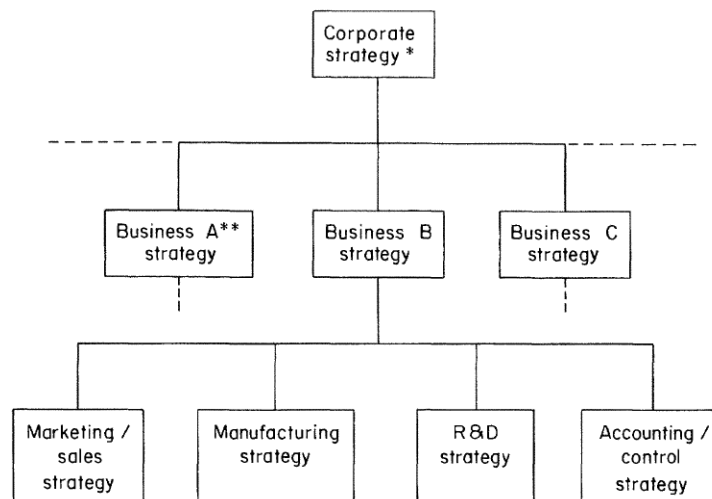 Corporate
strategy *
Business A**
strategy
Business B
strategy
Business C
strategy
Marketing /
sales
strategy
Manufacturing
strategy
R&D
strategy
Accounting /
control
strategy